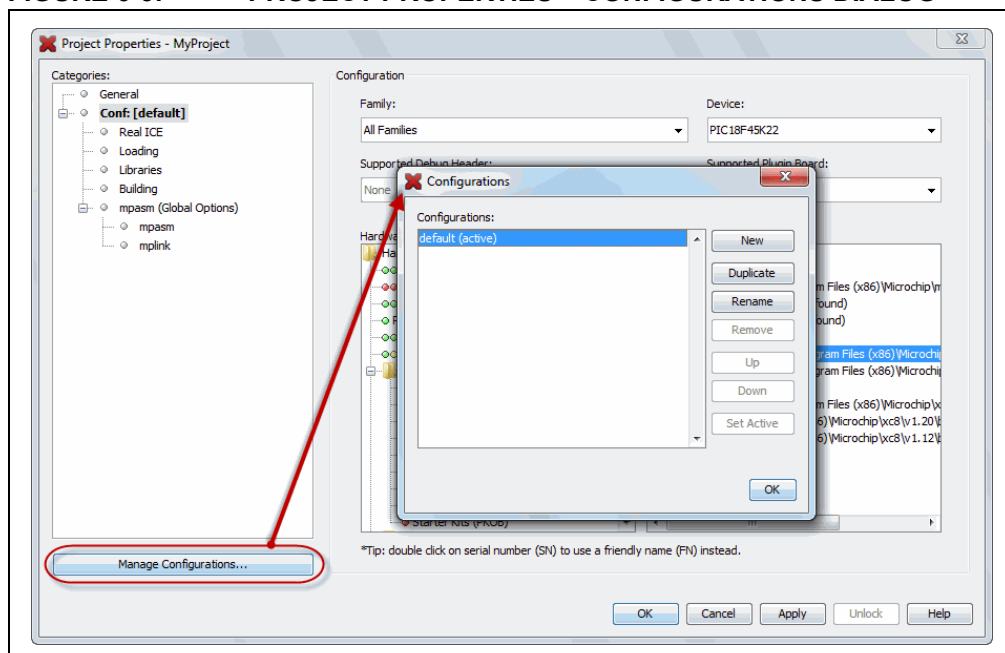 Project Properties - MyProject
Categories:
General
Conf: [default]
Real ICE
Loading
Libraries
Building
mpasm (Global Options)
mpasm
mplink
Manage Configurations...
Configuration
Family:
All Families
Device:
PIC18F45K22
Supported Debug Header:
None
Supported Plugin Board:
Configurations
Configurations:
default (active)
New
Duplicate
Rename
Remove
Up
Down
Set Active
OK
m Files (x86)\Microchip\m
ound)
ound)
gram Files (x86)\Microchi
gram Files (x86)\Microchi
m Files (x86)\Microchip\x
6)\Microchip\xc8\v1.20\b
6)\Microchip\xc8\v1.12\b
Starter Kits (PKOB)
*Tip: double click on serial number (SN) to use a friendly name (FN) instead.
OK
Cancel
Apply
Unlock
Help